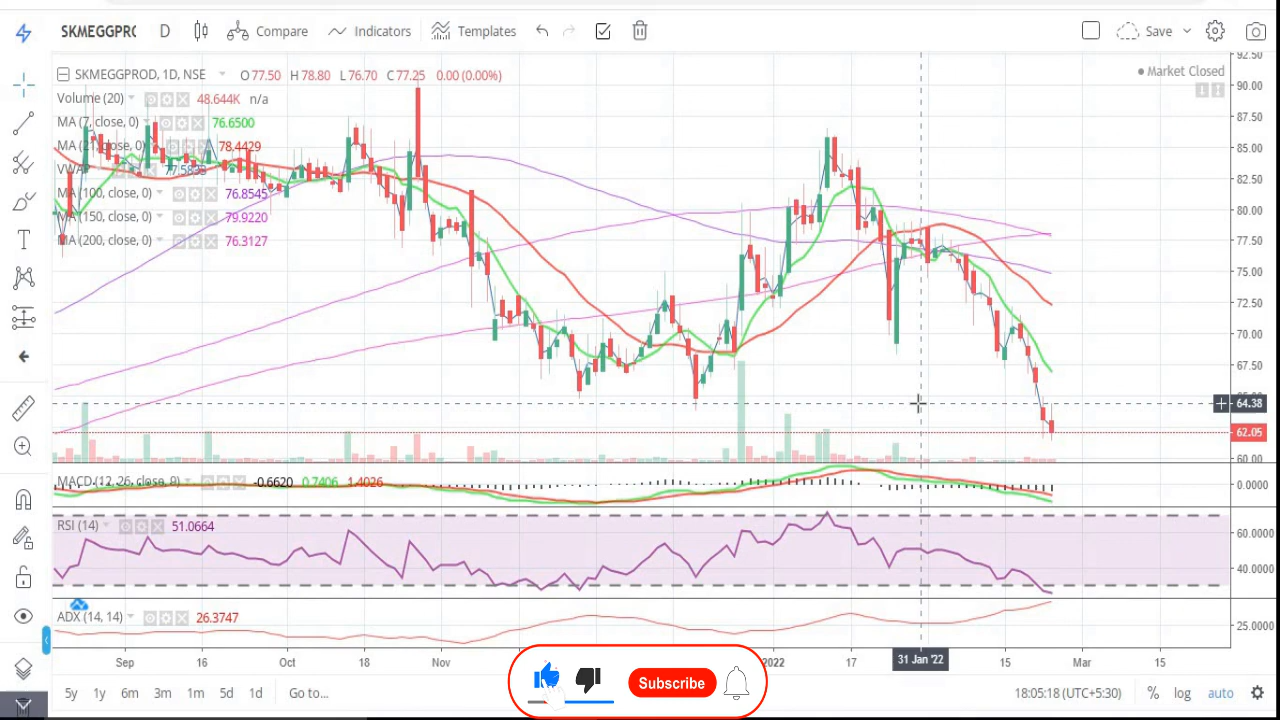 SKMEGGPRO D Compare Indicators Templates Save
SKMEGGPROD, 1D, NSE O77.50 H78.80 L76.70 C77.25 0.00 (0.00%) Market Closed
Volume (20) 48.644K n/a
MA (7, close, 0) 76.6500
MA (21, close, 0) 78.4429
VWAP 77.5833
MA (100, close, 0) 76.8545
MA (150, close, 0) 79.9220
MA (200, close, 0) 76.3127
92.50
90.00
87.50
85.00
82.50
80.00
77.50
75.00
72.50
70.00
67.50
64.38
62.05
60.00
MACD (12, 26, close, 9) -0.6620 0.7406 1.4026 0.0000
RSI (14) 51.0664 60.0000
40.0000
ADX (14, 14) 26.3747 25.0000
Sep 16 Oct 18 Nov 2022 17 31 Jan '22 15 Mar 15
5y 1y 6m 3m 1m 5d 1d Go to... Subscribe 18:05:18 (UTC+5:30) % log auto